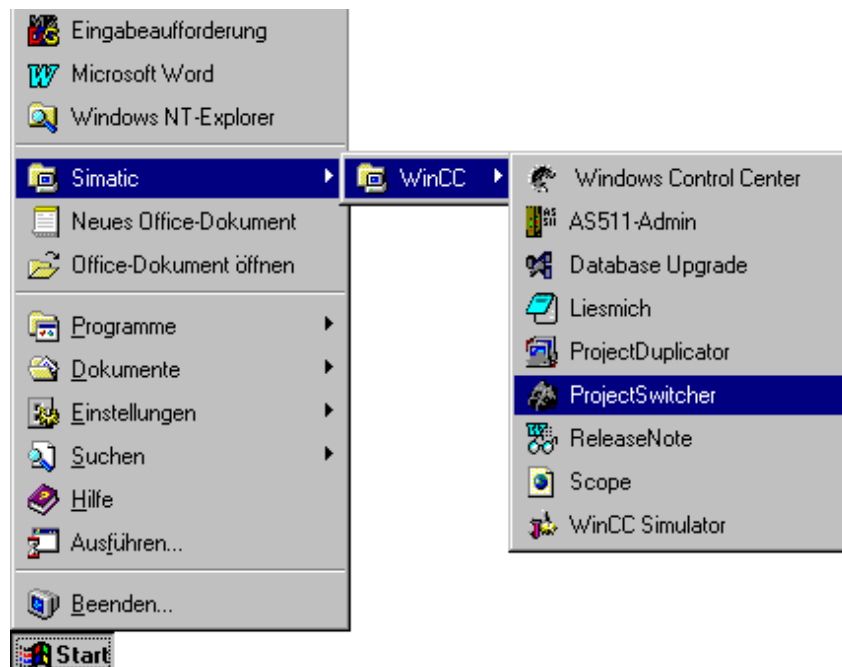 Eingabeaufforderung
Microsoft Word
Windows NT-Explorer
Simatic
Neues Office-Dokument
Office-Dokument öffnen
Programme
Dokumente
Einstellungen
Suchen
Hilfe
Ausführen...
Beenden...
Start
WinCC
Windows Control Center
AS511-Admin
Database Upgrade
Liesmich
ProjectDuplicator
ProjectSwitcher
ReleaseNote
Scope
WinCC Simulator